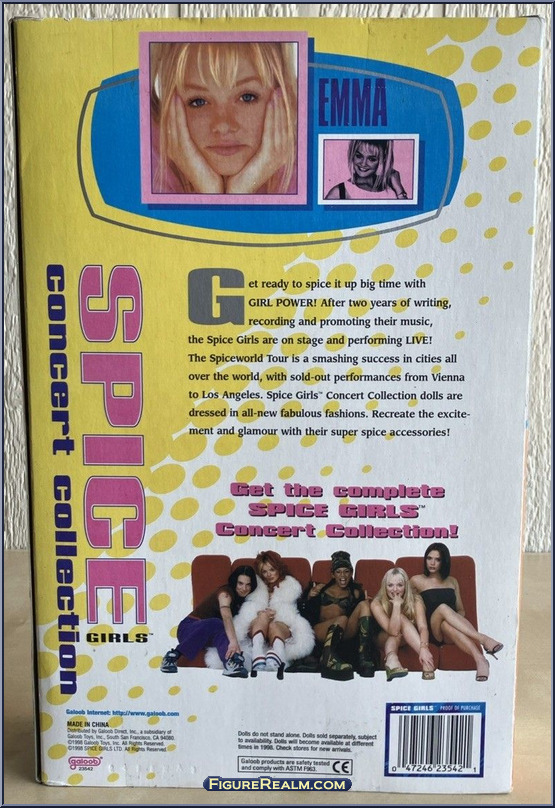 EMMA
Get ready to spice it up big time with
GIRL POWER! After two years of writing,
recording and promoting their music,
the Spice Girls are on stage and performing LIVE!
The Spiceworld Tour is a smashing success in cities all
over the world, with sold-out performances from Vienna
to Los Angeles. Spice Girls™ Concert Collection dolls are
dressed in all-new fabulous fashions. Recreate the excite-
ment and glamour with their super spice accessories!
SPICE
GIRLS™
concert collection
Get the complete
SPICE GIRLS™
Concert Collection!
Galoob Internet: http://www.galoob.com
MADE IN CHINA
Distributed by Galoob Direct, Inc., a subsidiary of
Galoob Toys, Inc., South San Francisco, CA 94080.
©1998 Galoob Toys, Inc. All Rights Reserved.
©1998 SPICE GIRLS LTD. All Rights Reserved.
galoob
23542
Dolls do not stand alone. Dolls sold separately, subject
to availability. Dolls will become available at different
times in 1998. Check stores for new arrivals.
Galoob products are safety tested
and comply with ASTM F963.
CE
SPICE GIRLS PROOF OF PURCHASE
0 47246 23542 1
FIGUREREALM.COM